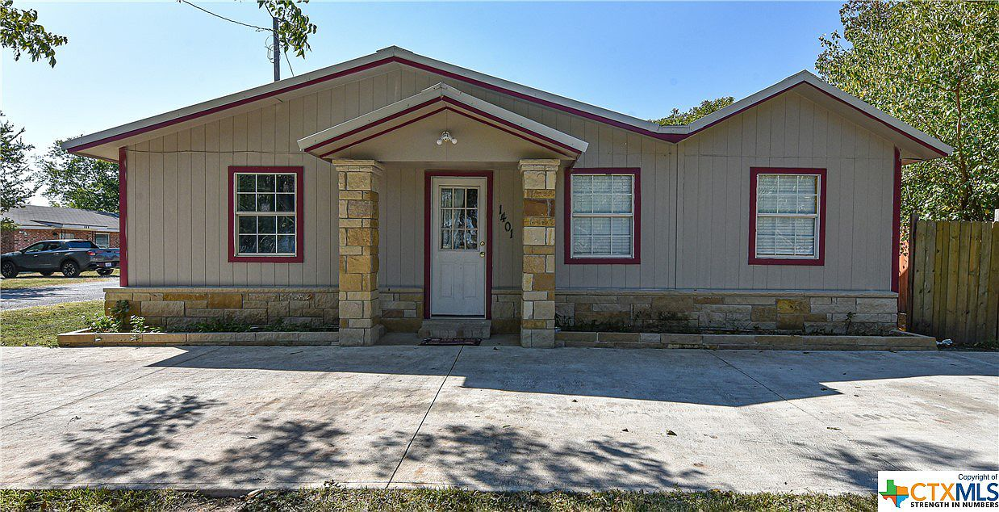 1401
Copyright of
CTXMLS
STRENGTH IN NUMBERS